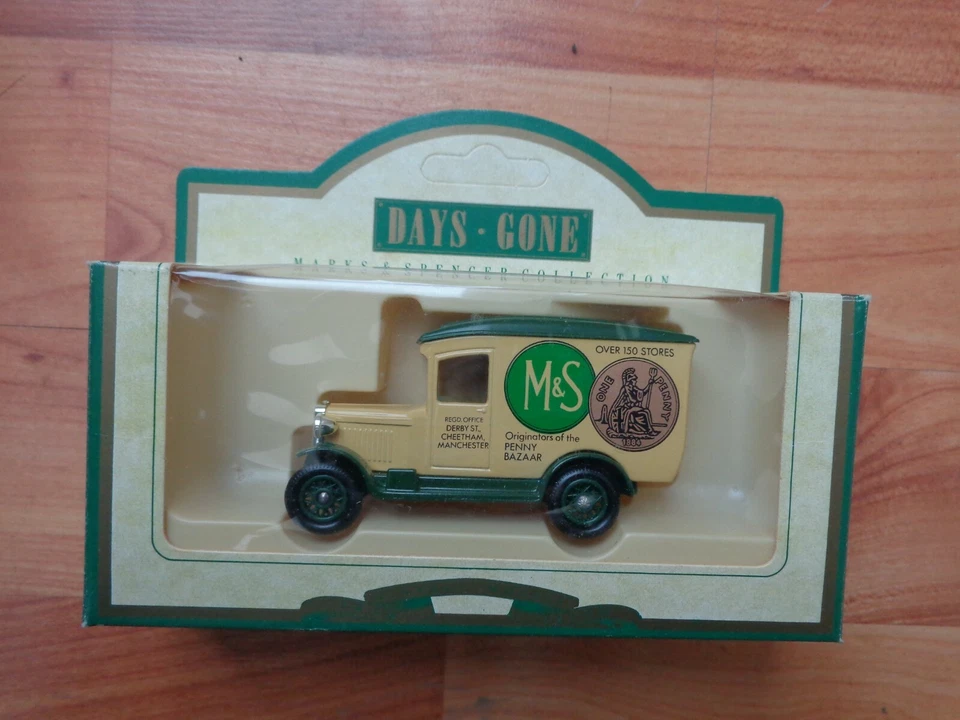 DAYS · GONE
MARKS & SPENCER COLLECTION
M&S
OVER 150 STORES
ONE PENNY
1884
Originators of the
PENNY
BAZAAR
REGD. OFFICE
DERBY ST.,
CHEETHAM,
MANCHESTER